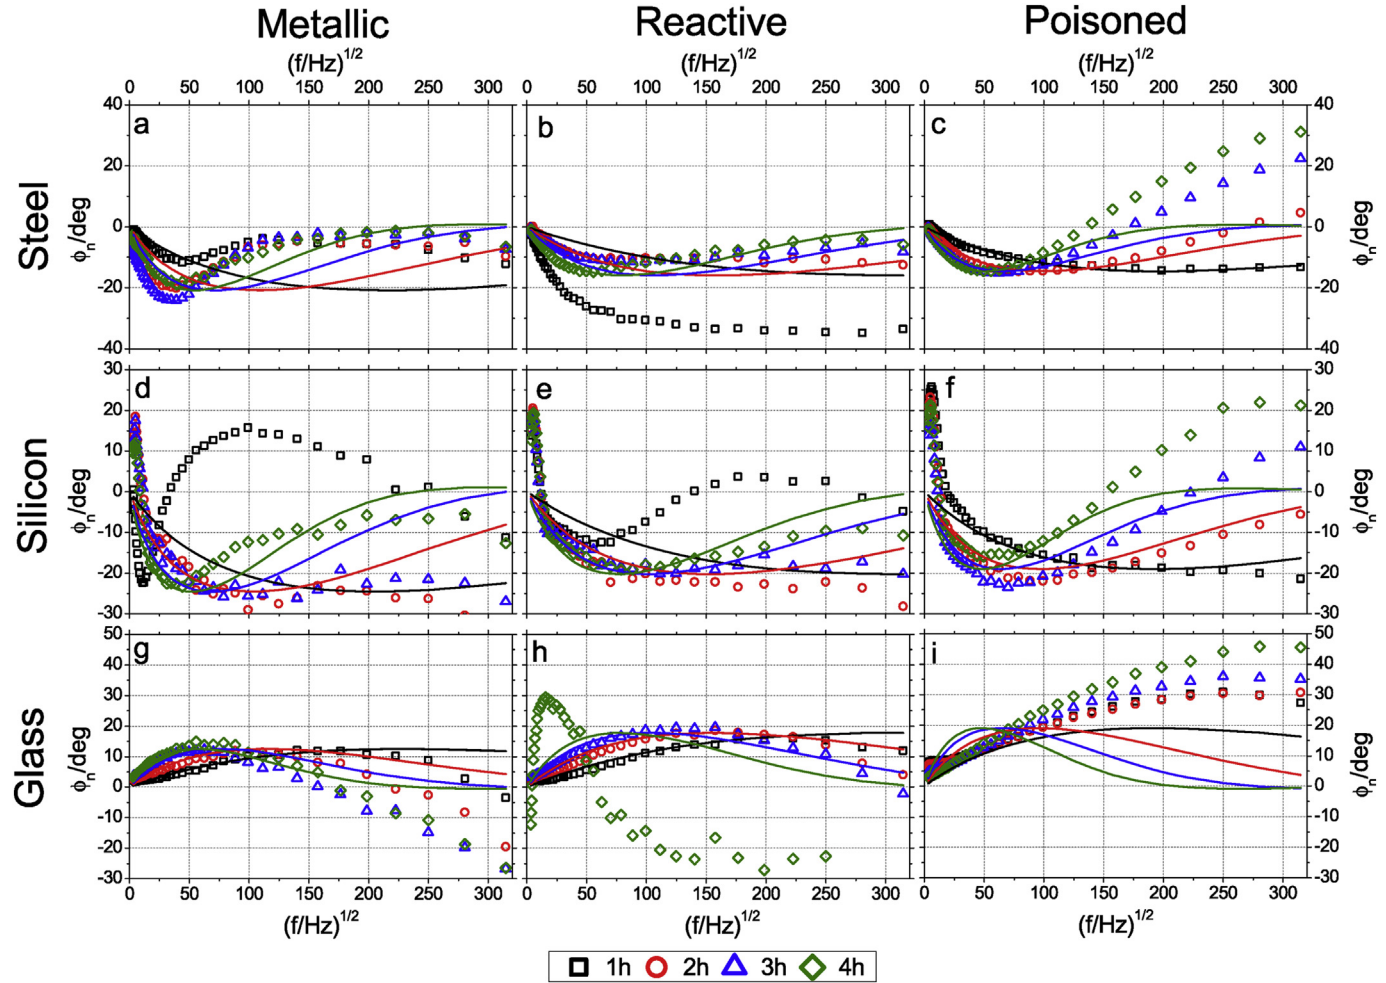 Metallic Reactive Poisoned
(f/Hz)1/2 (f/Hz)1/2 (f/Hz)1/2
0 50 100 150 200 250 300 0 50 100 150 200 250 300 0 50 100 150 200 250 300
Steel
ϕn/deg
40 20 0 -20 -40
a b c
40 20 0 -20 -40
ϕn/deg
Silicon
ϕn/deg
30 20 10 0 -10 -20 -30
d e f
30 20 10 0 -10 -20 -30
ϕn/deg
Glass
ϕn/deg
50 40 30 20 10 0 -10 -20 -30
g h i
50 40 30 20 10 0 -10 -20 -30
ϕn/deg
0 50 100 150 200 250 300 0 50 100 150 200 250 300 0 50 100 150 200 250 300
(f/Hz)1/2 (f/Hz)1/2 (f/Hz)1/2
1h 2h 3h 4h